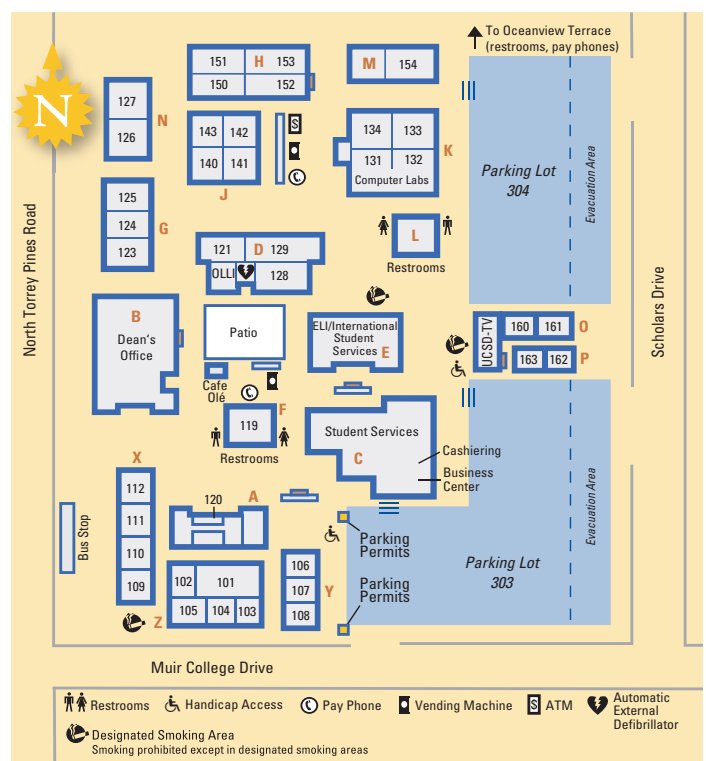 To Oceanview Terrace
(restrooms, pay phones)
N
151
H
153
150
152
M
154
127
126
N
143
142
140
141
J
$
134
133
131
132
Computer Labs
K
Parking Lot
304
Evacuation Area
125
124
123
G
L
Restrooms
121
D
129
OLLI
128
North Torrey Pines Road
Scholars Drive
B
Dean's
Office
Patio
ELI/International
Student
Services
E
UCSD-TV
160
161
O
163
162
P
Cafe
Olé
F
119
Restrooms
Student Services
C
Cashiering
Business
Center
X
112
111
110
109
120
A
Bus Stop
Parking
Permits
Parking
Permits
Parking Lot
303
Evacuation Area
102
101
105
104
103
Z
106
107
108
Y
Muir College Drive
Restrooms
Handicap Access
Pay Phone
Vending Machine
$
ATM
Automatic
External
Defibrillator
Designated Smoking Area
Smoking prohibited except in designated smoking areas